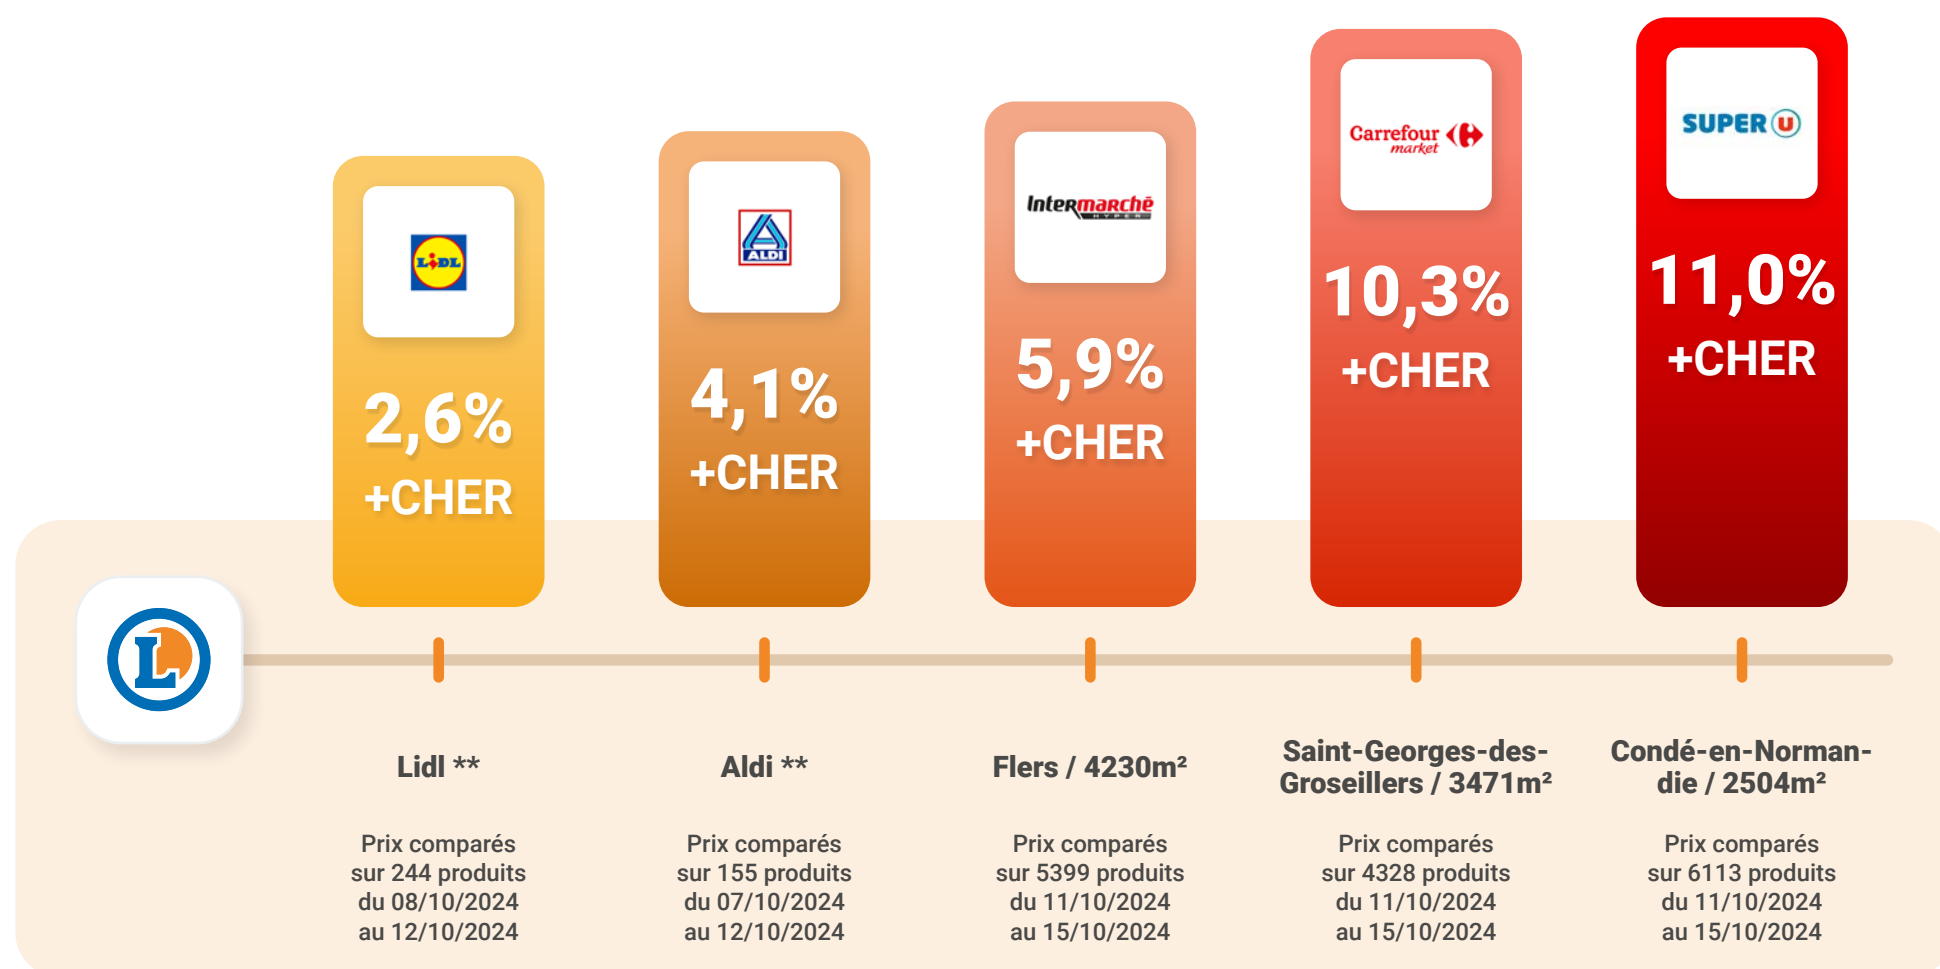 LIDL
2,6%
+CHER
ALDI
4,1%
+CHER
Intermarchē
HYPER
5,9%
+CHER
Carrefour
market
10,3%
+CHER
SUPER U
11,0%
+CHER
L
Lidl **
Prix comparés
sur 244 produits
du 08/10/2024
au 12/10/2024
Aldi **
Prix comparés
sur 155 produits
du 07/10/2024
au 12/10/2024
Flers / 4230m²
Prix comparés
sur 5399 produits
du 11/10/2024
au 15/10/2024
Saint-Georges-des-
Groseillers / 3471m²
Prix comparés
sur 4328 produits
du 11/10/2024
au 15/10/2024
Condé-en-Norman-
die / 2504m²
Prix comparés
sur 6113 produits
du 11/10/2024
au 15/10/2024